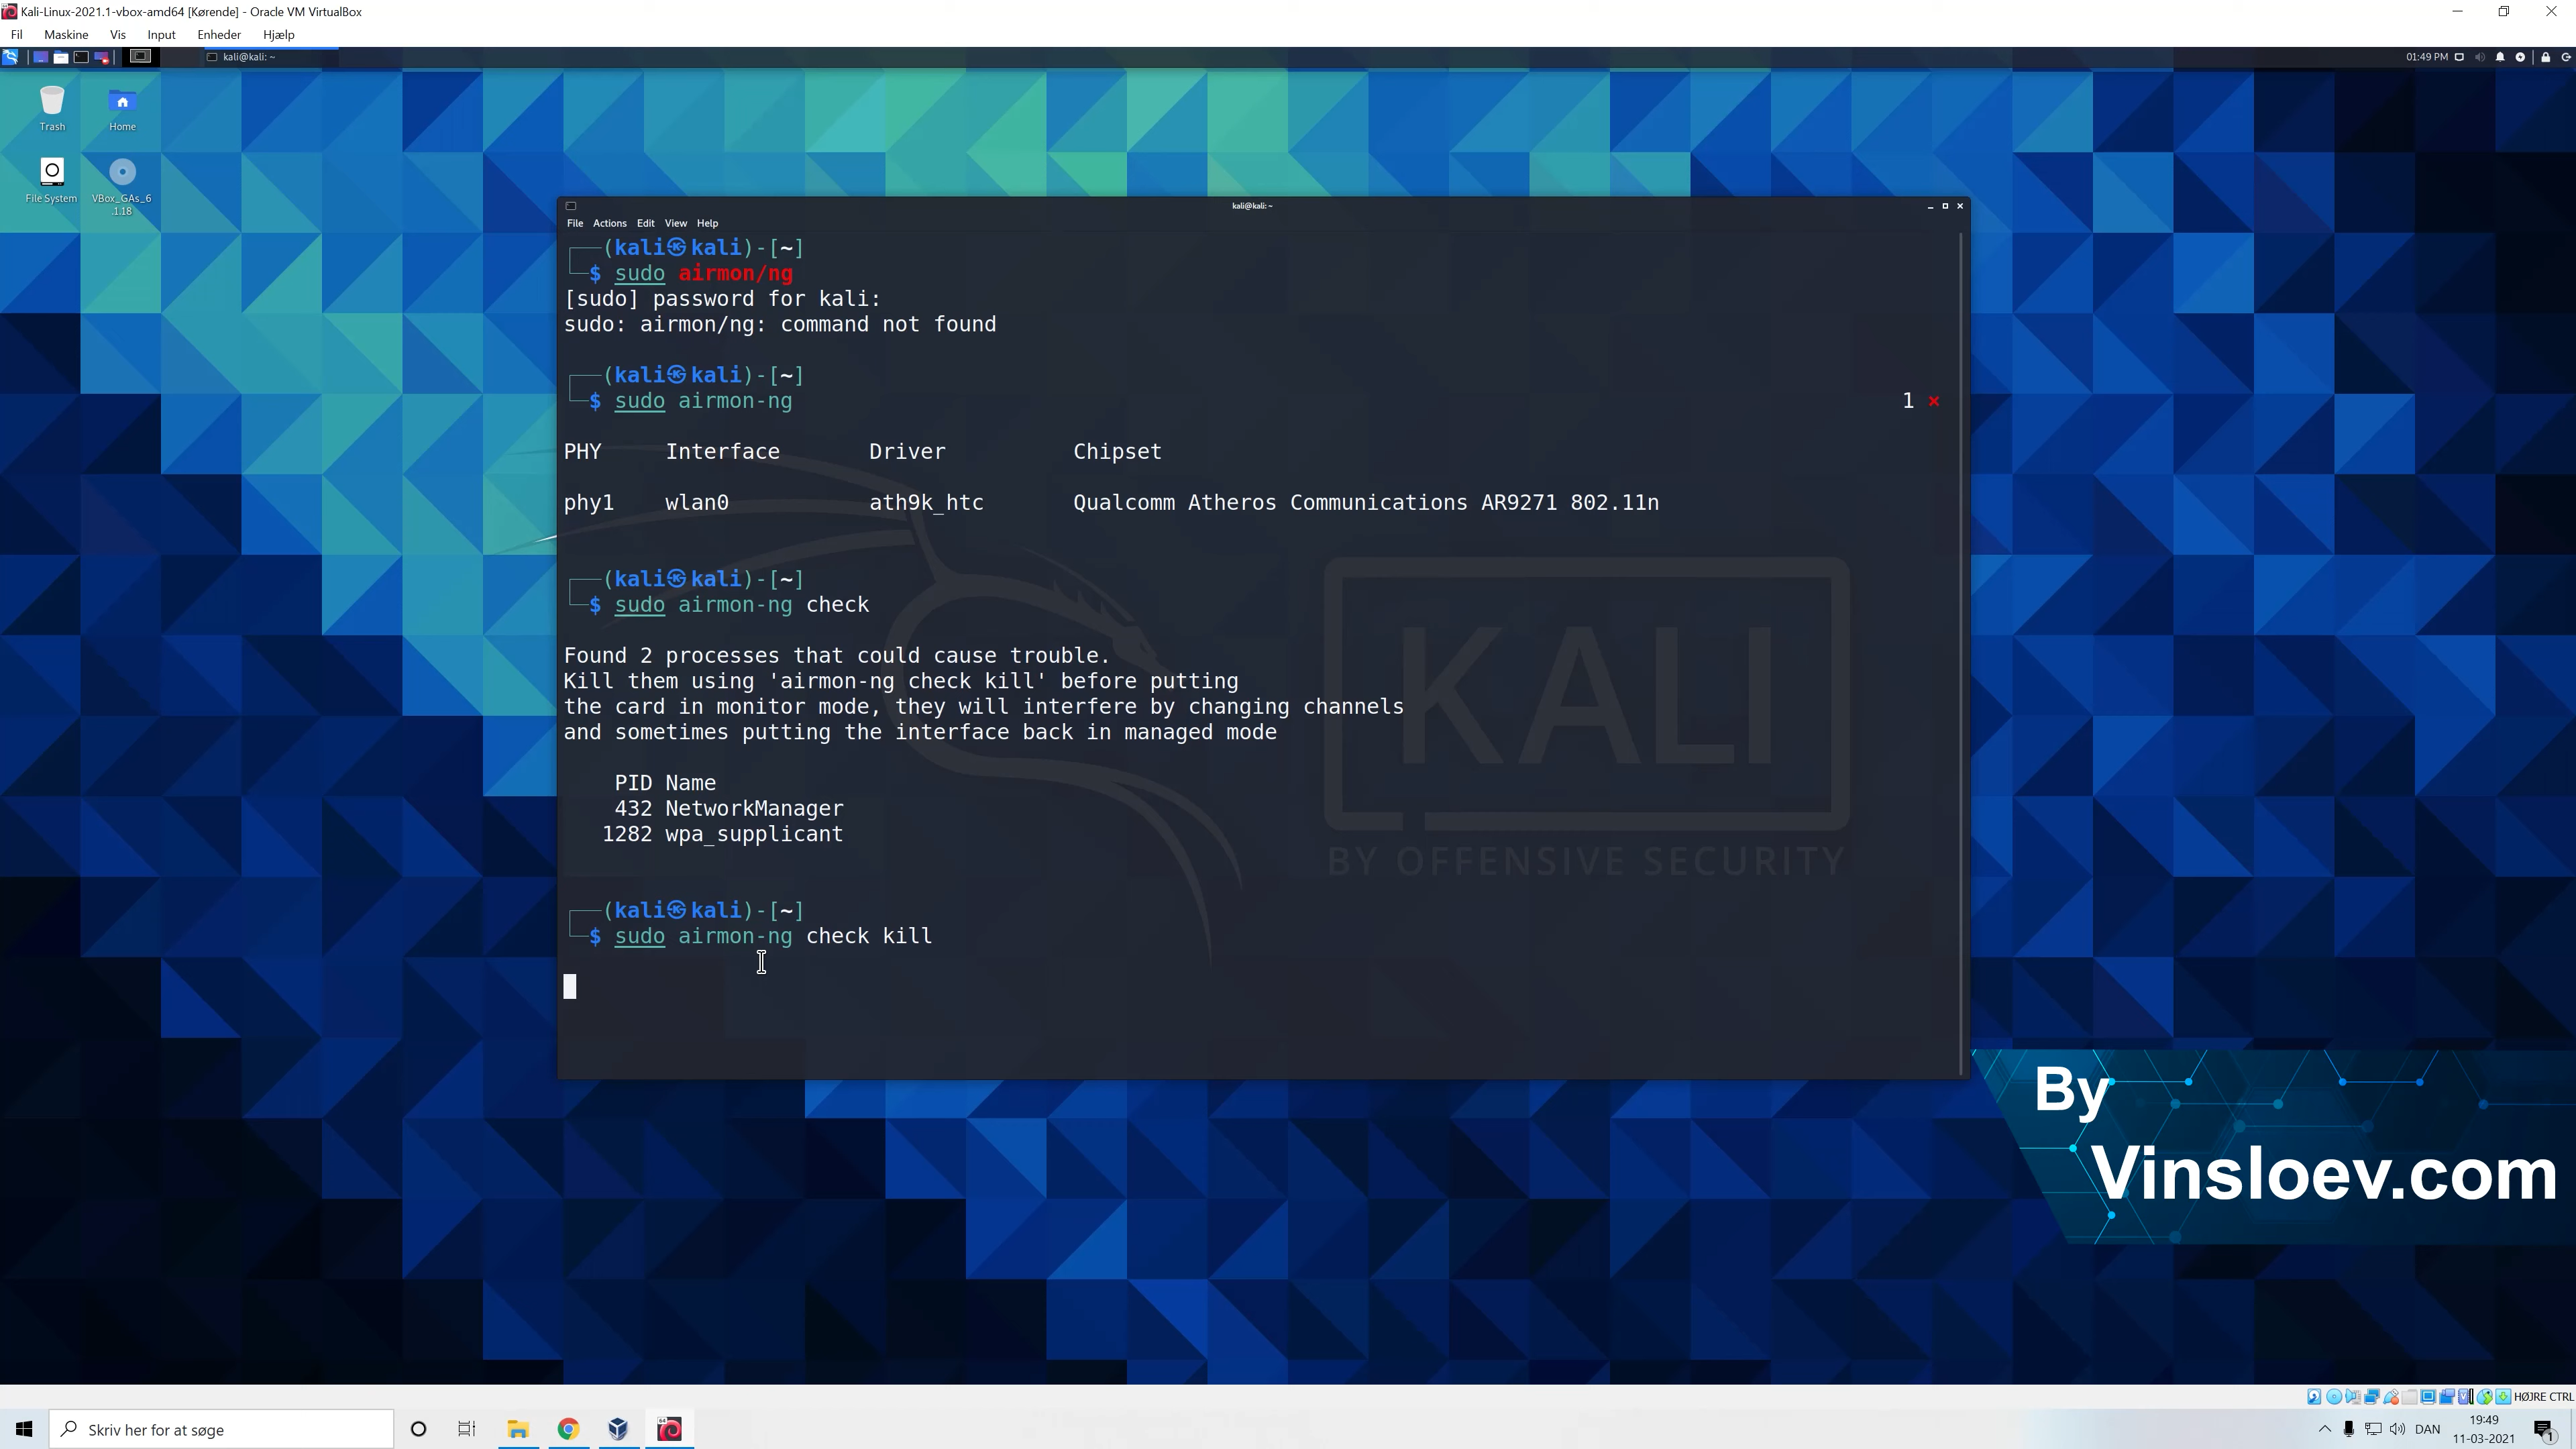 Kali-Linux-2021.1-vbox-amd64 [Kørende] - Oracle VM VirtualBox
Fil Maskine Vis Input Enheder Hjælp
kali@kali: ~
01:49 PM
Trash Home
File System VBox_GAs_6
.1.18
kali@kali: ~
File Actions Edit View Help
(kali㉿kali)-[~]
$ sudo airmon/ng
[sudo] password for kali:
sudo: airmon/ng: command not found
(kali㉿kali)-[~]
$ sudo airmon-ng 1 ⨯
PHY Interface Driver Chipset
phy1 wlan0 ath9k_htc Qualcomm Atheros Communications AR9271 802.11n
(kali㉿kali)-[~]
$ sudo airmon-ng check
Found 2 processes that could cause trouble.
Kill them using 'airmon-ng check kill' before putting
the card in monitor mode, they will interfere by changing channels
and sometimes putting the interface back in managed mode
PID Name
432 NetworkManager
1282 wpa_supplicant
(kali㉿kali)-[~]
$ sudo airmon-ng check kill
KALI
BY OFFENSIVE SECURITY
By
Vinsloev.com
HØJRE CTRL
Skriv her for at søge
DAN
19:49
11-03-2021
1
64